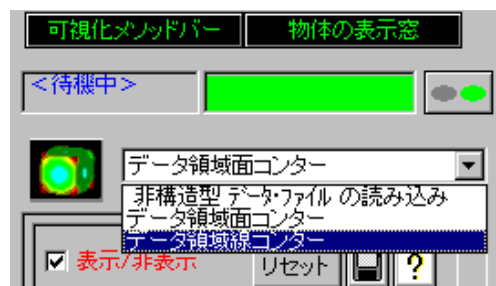 可視化メソッドバー 物体の表示窓
<待機中>
データ領域面コンター
非構造型 データ・ファイル の読み込み
データ領域面コンター
データ領域線コンター
表示/非表示 リセット ?